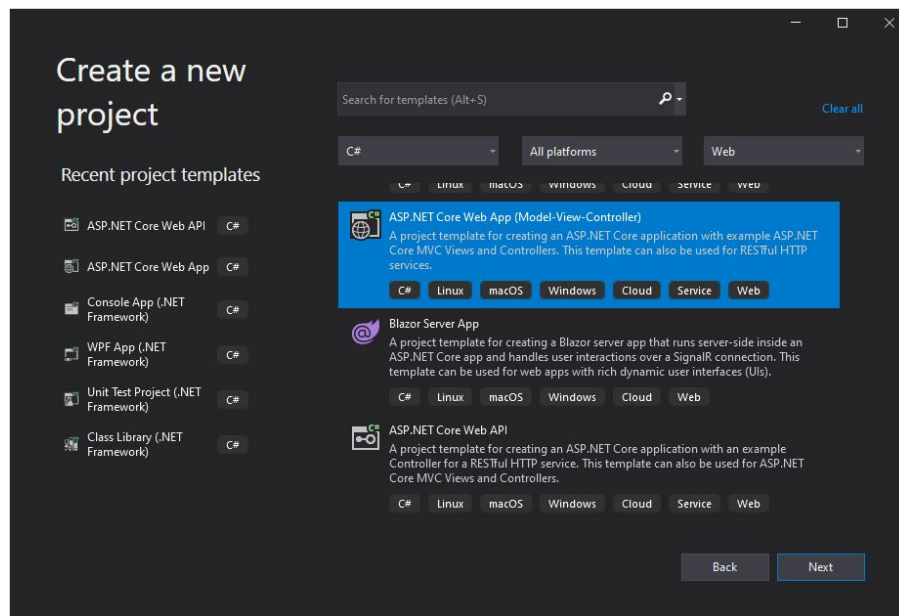 Create a new
project
Search for templates (Alt+S)
Clear all
C#
All platforms
Web
Recent project templates
ASP.NET Core Web API C#
ASP.NET Core Web App C#
Console App (.NET
Framework)
C#
WPF App (.NET
Framework)
C#
Unit Test Project (.NET
Framework)
C#
Class Library (.NET
Framework)
C#
C# Linux macOS Windows Cloud Service Web
ASP.NET Core Web App (Model-View-Controller)
A project template for creating an ASP.NET Core application with example ASP.NET
Core MVC Views and Controllers. This template can also be used for RESTful HTTP
services.
C# Linux macOS Windows Cloud Service Web
Blazor Server App
A project template for creating a Blazor server app that runs server-side inside an
ASP.NET Core app and handles user interactions over a SignalR connection. This
template can be used for web apps with rich dynamic user interfaces (UIs).
C# Linux macOS Windows Cloud Web
ASP.NET Core Web API
A project template for creating an ASP.NET Core application with an example
Controller for a RESTful HTTP service. This template can also be used for ASP.NET
Core MVC Views and Controllers.
C# Linux macOS Windows Cloud Service Web
Back
Next